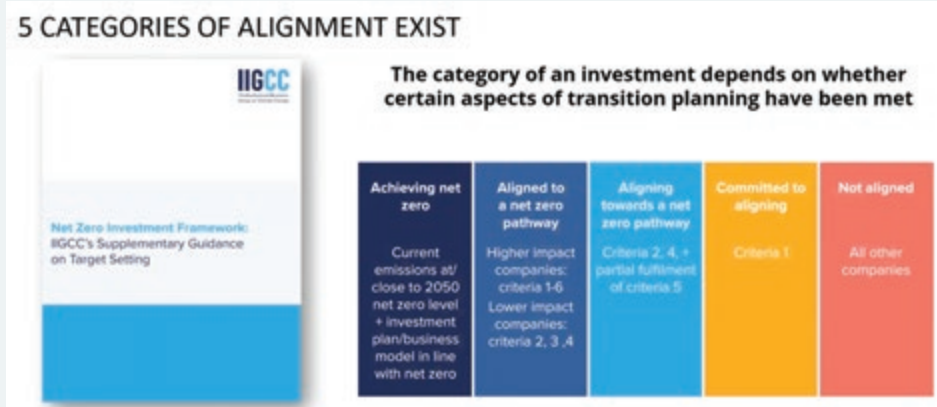 5 CATEGORIES OF ALIGNMENT EXIST
IIGCC
Net Zero Investment Framework:
IIGCC's Supplementary Guidance
on Target Setting
The category of an investment depends on whether
certain aspects of transition planning have been met
Achieving net
zero
Current
emissions at/
close to 2050
net zero level
+ investment
plan/business
model in line
with net zero
Aligned to
a net zero
pathway
Higher impact
companies:
criteria 1-6
Lower impact
companies:
criteria 2, 3 ,4
Aligning
towards a net
zero pathway
Criteria 2, 4, +
partial fulfilment
of criteria 5
Committed to
aligning
Criteria 1
Not aligned
All other
companies